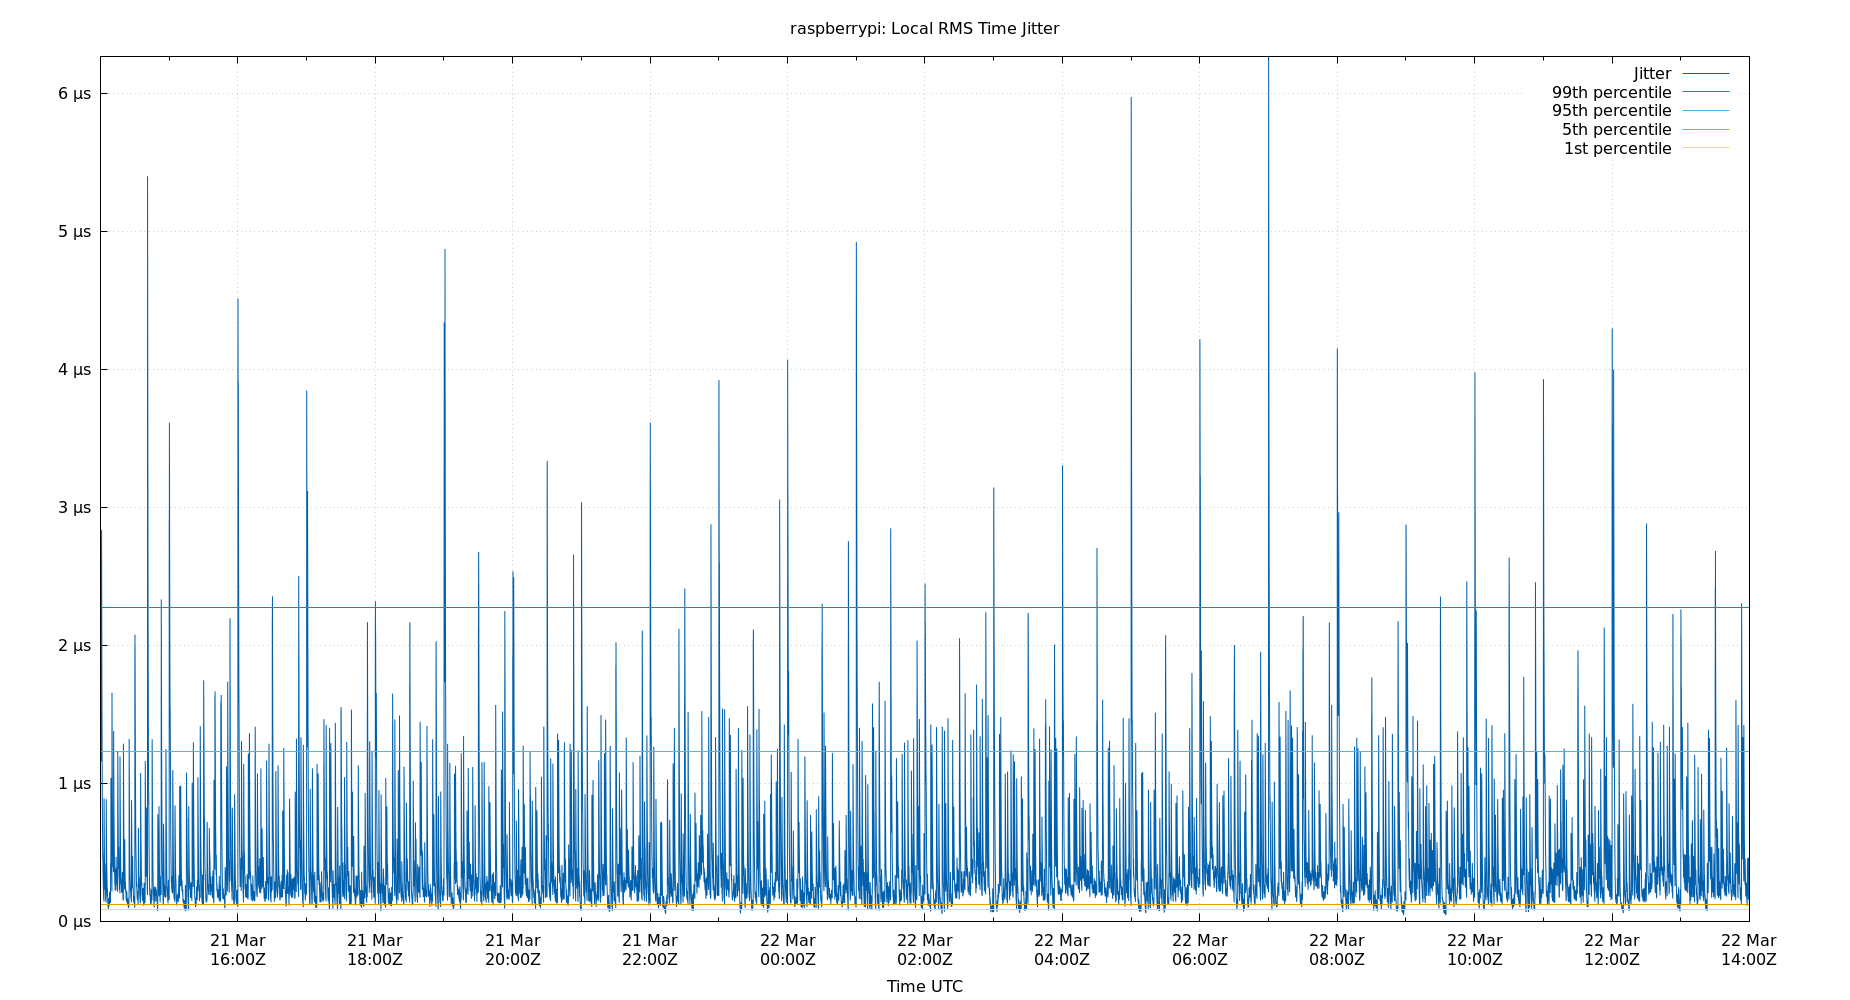 raspberrypi: Local RMS Time Jitter
Jitter
99th percentile
95th percentile
5th percentile
1st percentile
6 µs
5 µs
4 µs
3 µs
2 µs
1 µs
0 µs
21 Mar 21 Mar 21 Mar 21 Mar 22 Mar 22 Mar 22 Mar 22 Mar 22 Mar 22 Mar 22 Mar 22 Mar
16:00Z 18:00Z 20:00Z 22:00Z 00:00Z 02:00Z 04:00Z 06:00Z 08:00Z 10:00Z 12:00Z 14:00Z
Time UTC